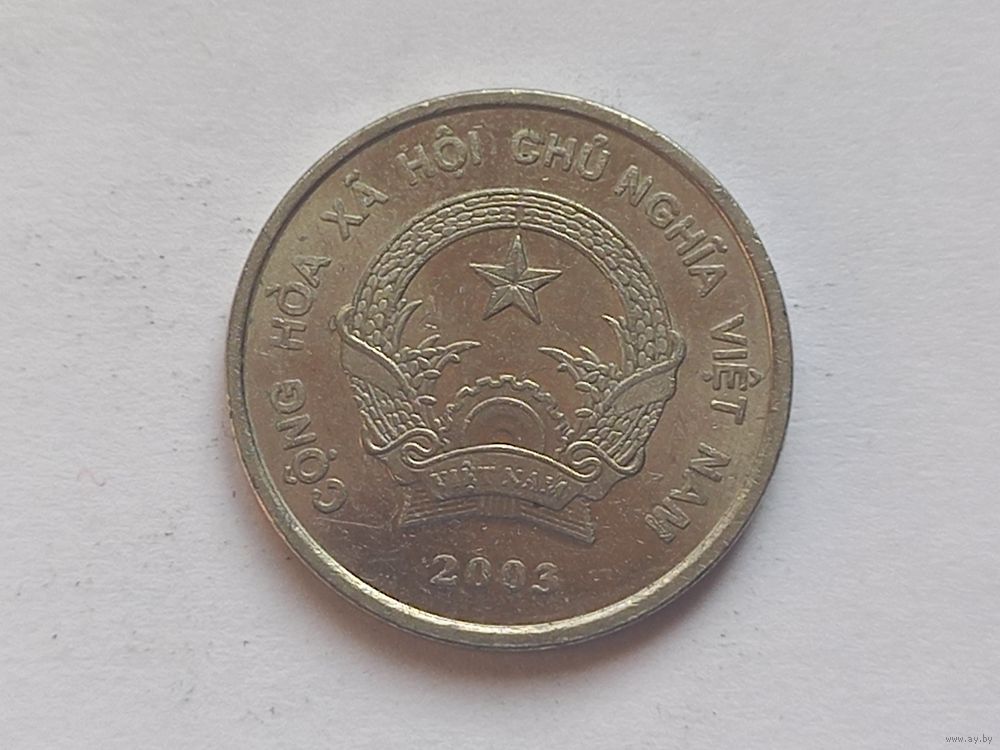 CỘNG HÒA XÃ HỘI CHỦ NGHĨA VIỆT NAM
VIỆT NAM
2003
www.ay.by